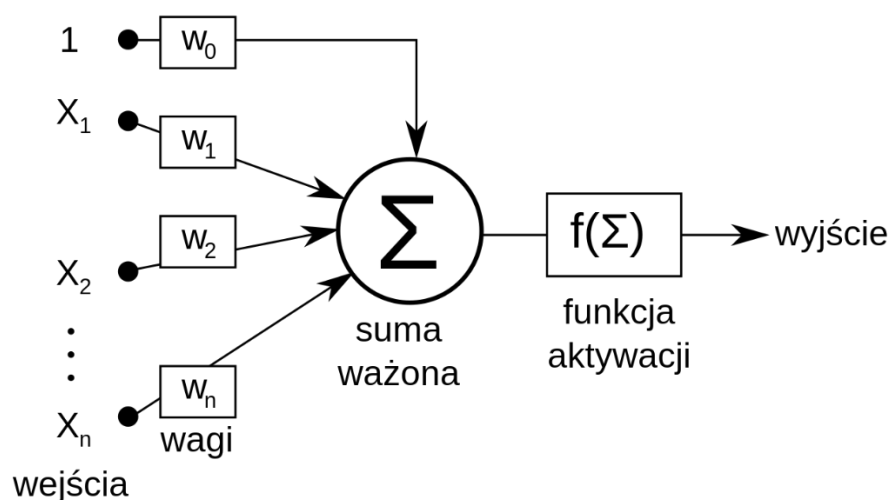 1
w0
X1
w1
X2
w2
Xn
wn
wejścia
wagi
Σ
suma
ważona
f(Σ)
funkcja
aktywacji
wyjście